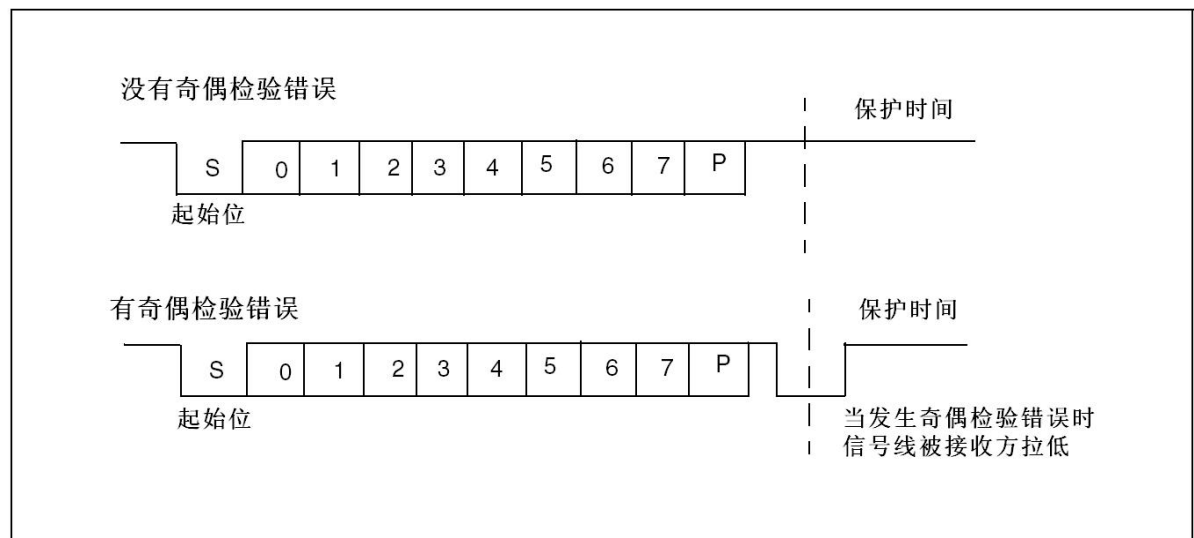 没有奇偶检验错误
保护时间
S 0 1 2 3 4 5 6 7 P
起始位
有奇偶检验错误
保护时间
S 0 1 2 3 4 5 6 7 P
起始位
当发生奇偶检验错误时
信号线被接收方拉低